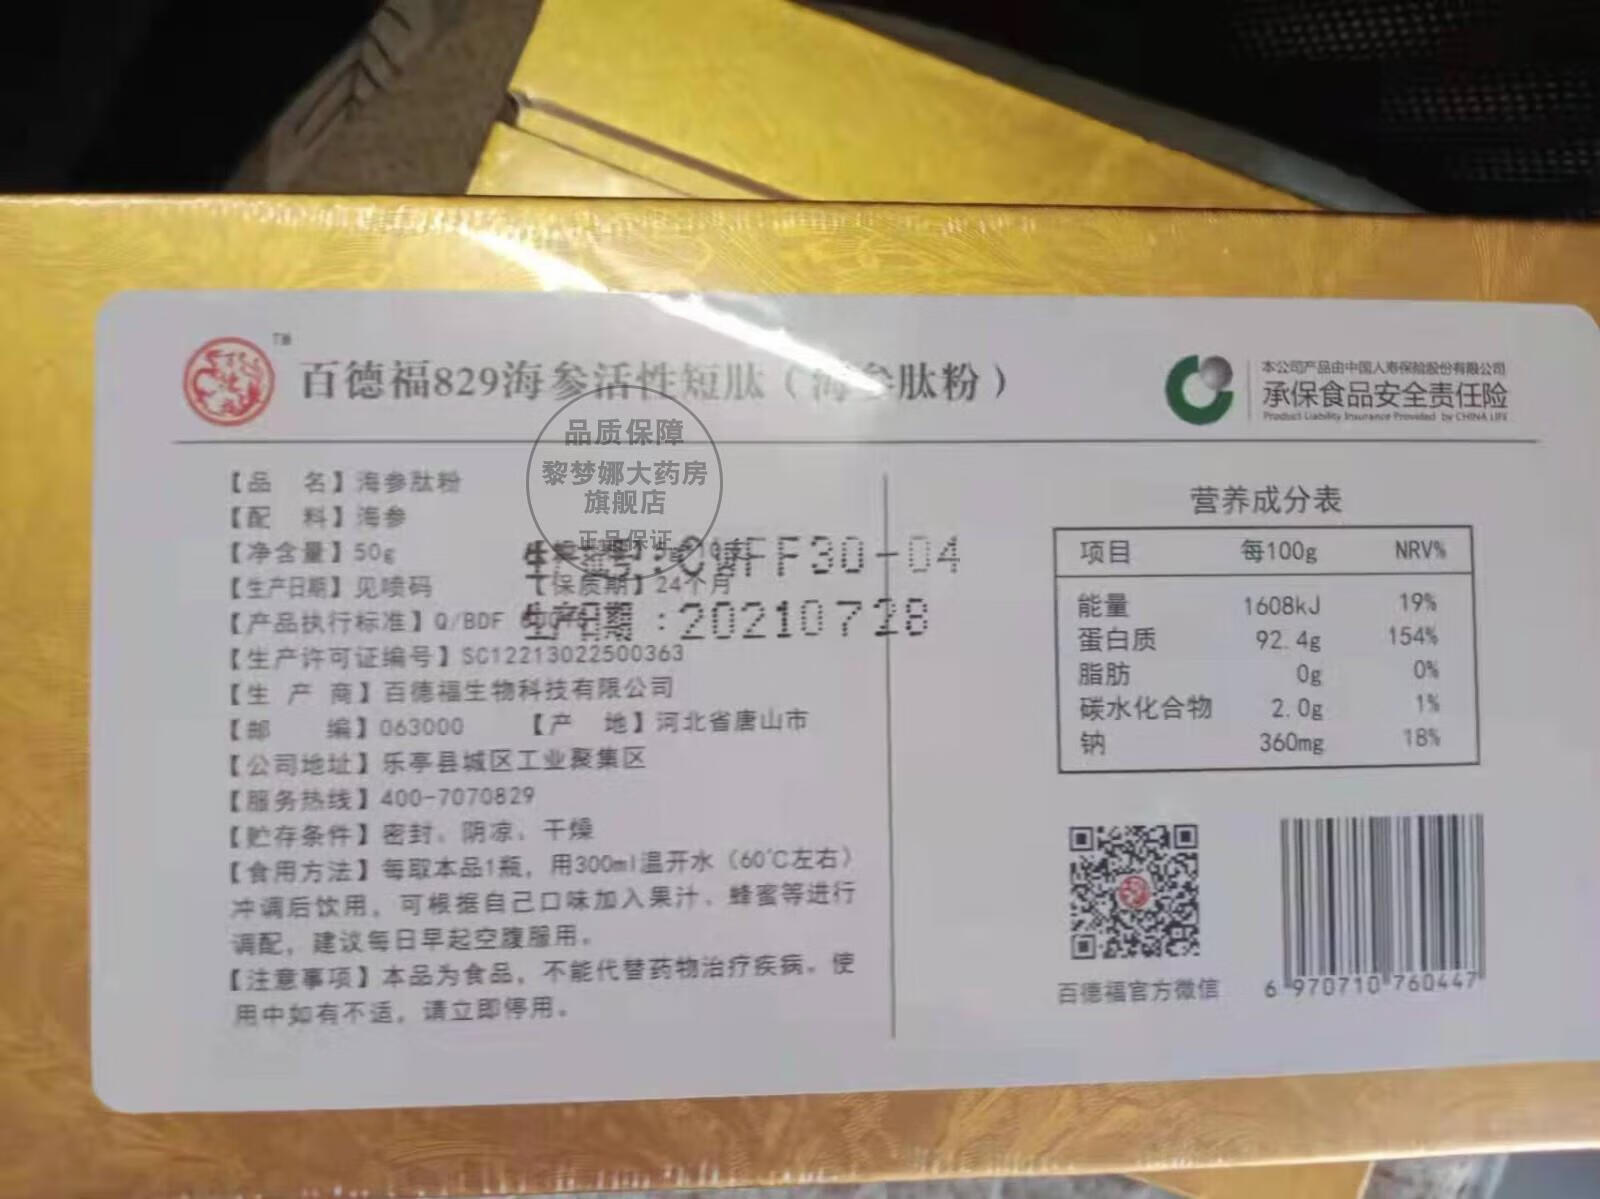 TM
百德福829海参活性短肽（海参肽粉）
本公司产品由中国人寿保险股份有限公司
承保食品安全责任险
Product Liability Insurance Provided by CHINA LIFE
品质保障
黎梦娜大药房
旗舰店
正品保证
【品 名】海参肽粉
【配 料】海参
【净含量】50g
:CWFF30-04
【生产日期】见喷码 【保质期】24个月
【产品执行标准】Q/BDF
生产日期:20210728
【生产许可证编号】SC12213022500363
【生 产 商】百德福生物科技有限公司
【邮 编】063000 【产 地】河北省唐山市
【公司地址】乐亭县城区工业聚集区
【服务热线】400-7070829
【贮存条件】密封、阴凉、干燥
【食用方法】每取本品1瓶，用300ml温开水（60℃左右）
冲调后饮用，可根据自己口味加入果汁、蜂蜜等进行
调配，建议每日早起空腹服用。
【注意事项】本品为食品，不能代替药物治疗疾病。使
用中如有不适，请立即停用。
营养成分表
项目 每100g NRV%
能量 1608kJ 19%
蛋白质 92.4g 154%
脂肪 0g 0%
碳水化合物 2.0g 1%
钠 360mg 18%
百德福官方微信
6 970710 760447